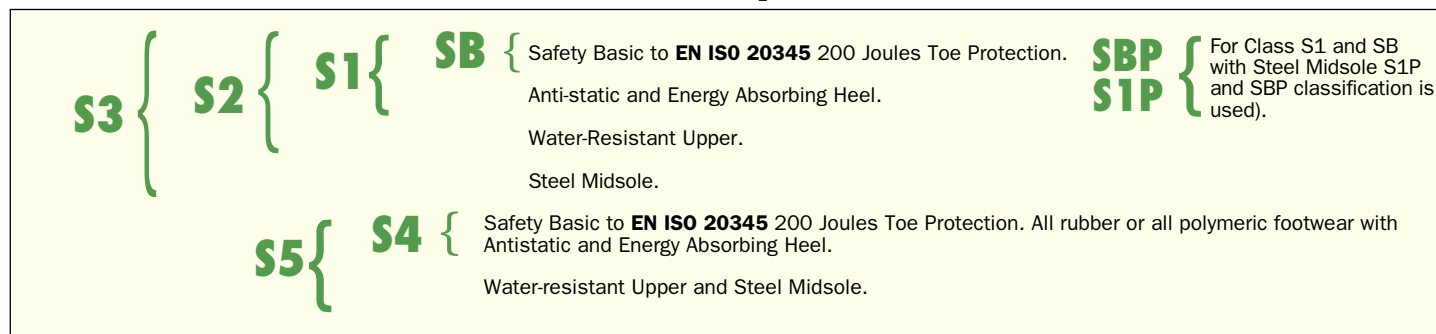 S3
S2
S1
SB
Safety Basic to EN ISO 20345 200 Joules Toe Protection.
Anti-static and Energy Absorbing Heel.
Water-Resistant Upper.
Steel Midsole.
SBP
S1P
For Class S1 and SB
with Steel Midsole S1P
and SBP classification is
used).
S5
S4
Safety Basic to EN ISO 20345 200 Joules Toe Protection. All rubber or all polymeric footwear with
Antistatic and Energy Absorbing Heel.
Water-resistant Upper and Steel Midsole.